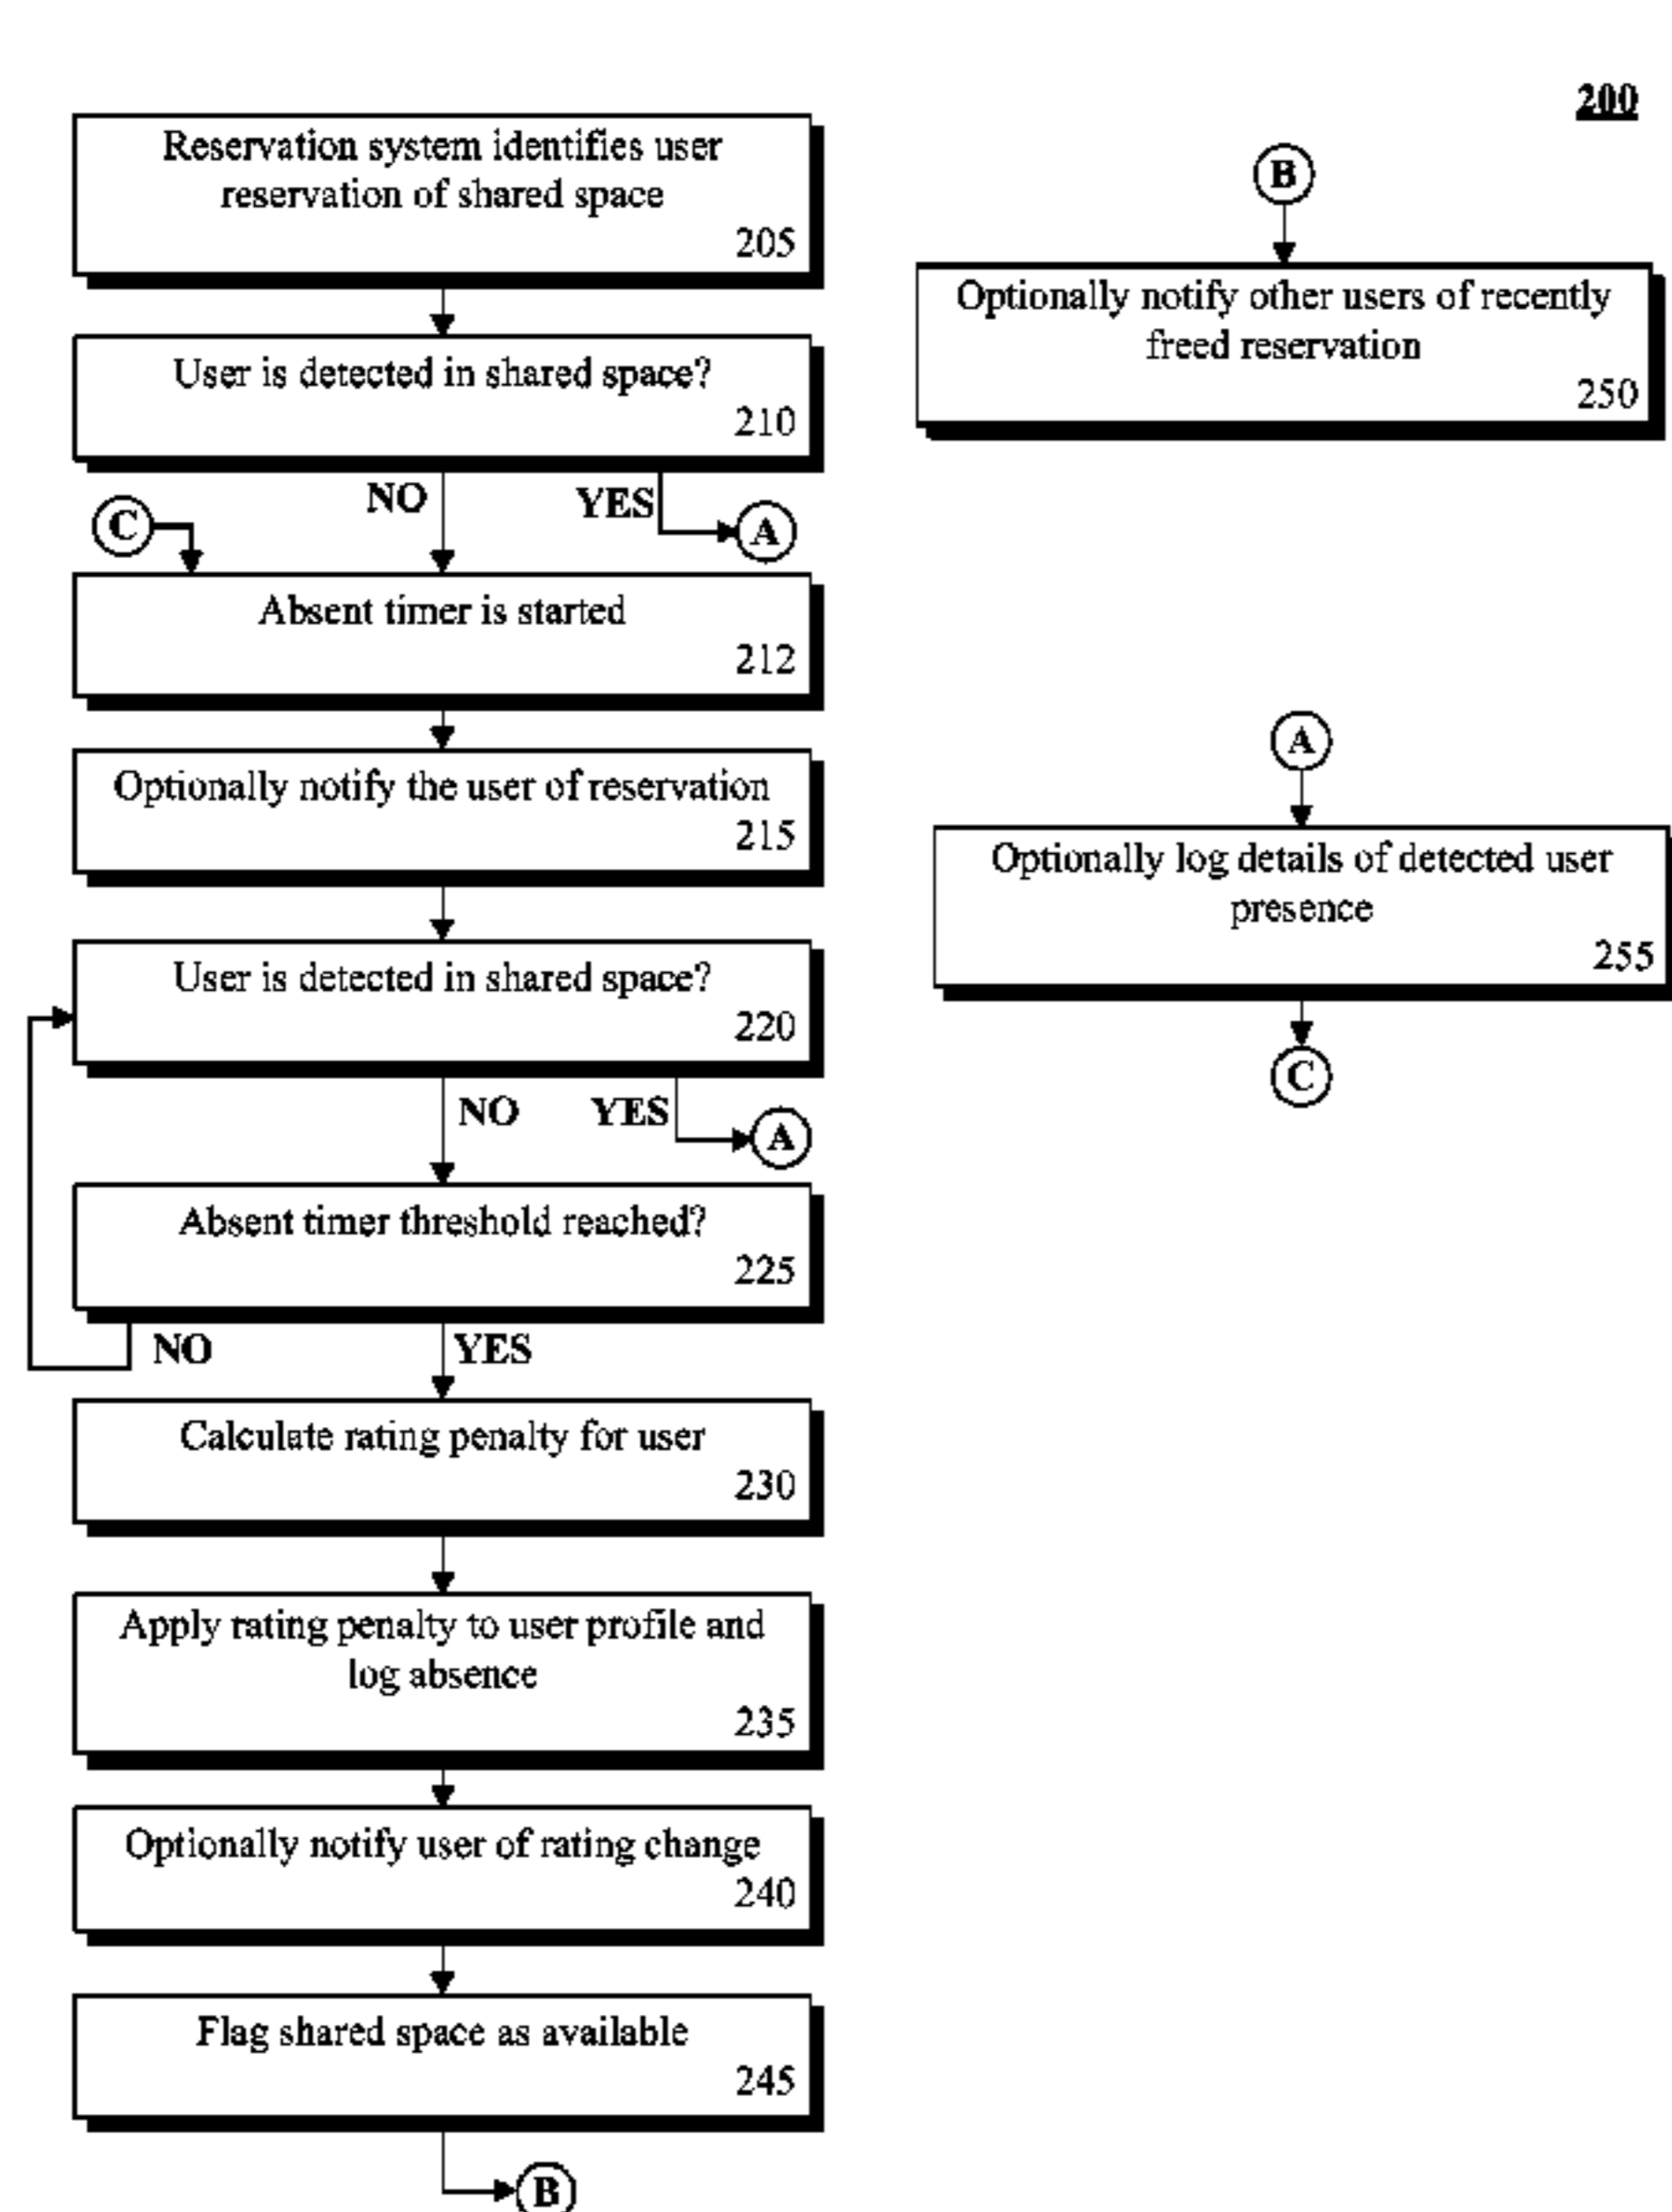 200
Reservation system identifies user
reservation of shared space
205
User is detected in shared space?
210
NO
YES
A
C
Absent timer is started
212
Optionally notify the user of reservation
215
User is detected in shared space?
220
NO
YES
A
Absent timer threshold reached?
225
NO
YES
Calculate rating penalty for user
230
Apply rating penalty to user profile and
log absence
235
Optionally notify user of rating change
240
Flag shared space as available
245
B
B
Optionally notify other users of recently
freed reservation
250
A
Optionally log details of detected user
presence
255
C